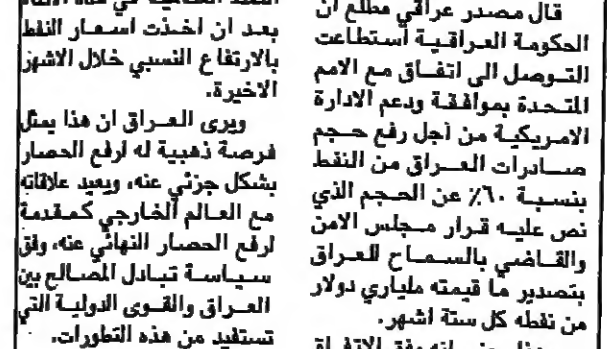 قال مصدر عراقي مطلع ان
الحكومة العراقية أستطاعت
التوصل الى اتفاق مع الامم
المتحدة بموافقة ودعم الادارة
الامريكية من أجل رفع حجم
صادرات العراق من النفط
بنسبة ٦٠٪ عن الحجم الذي
نص عليه قرار مجلس الامن
والقاضي بالسماح للعراق
بتصدير ما قيمته ملياري دولار
من نفطه كل ستة اشهر.
وفق الاتفاق
بعد ان اخذت اسعار النفط
بالارتفاع النسبي خلال الاشهر
الاخيرة.
ويرى العراق ان هذا يمثل
فرصة ذهبية له لرفع الحصار
بشكل جزئي عنه، ويعيد علاقاته
مع العالم الخارجي كمقدمة
لرفع الحصار النهائي عنه، وفق
سياسة تبادل المصالح بين
العراق والقوى الدولية التي
تستفيد من هذه التطورات.